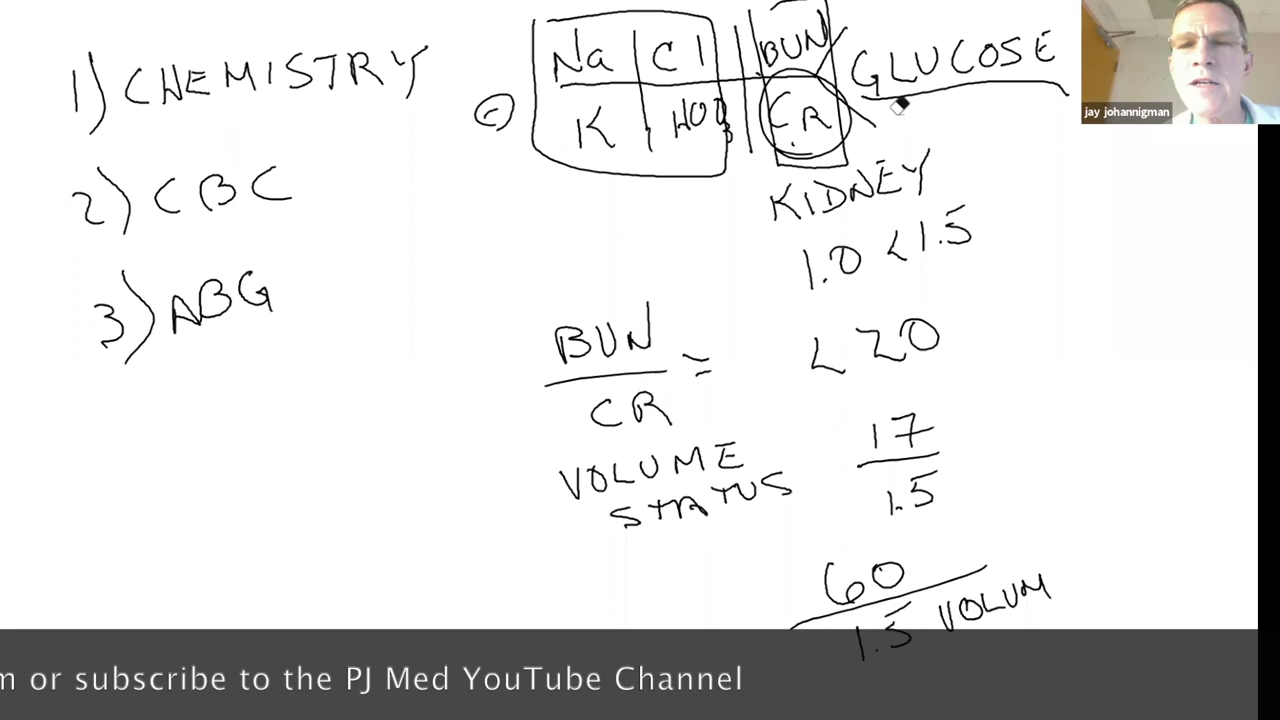 1) CHEMISTRY
2) CBC
3) ABG
Na Cl BUN GLUCOSE
K HCO3 CR
KIDNEY
1.0 < 1.5
BUN
CR
= < 20
VOLUME
STATUS
17
1.5
60
1.5 VOLUM
jay johannigman
m or subscribe to the PJ Med YouTube Channel